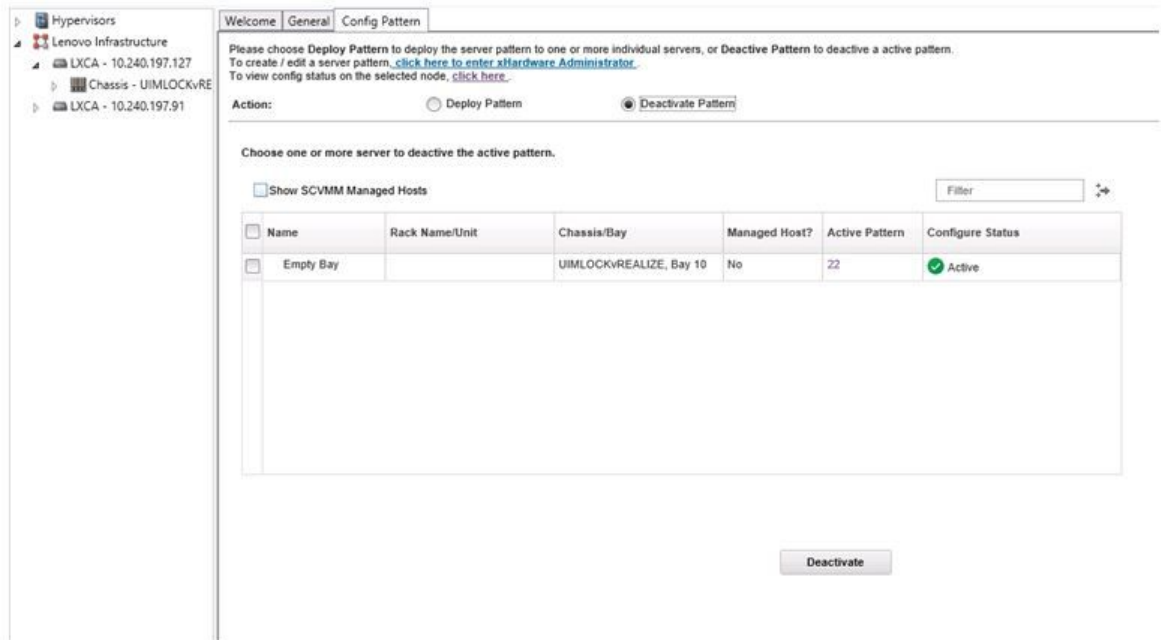 Hypervisors
Lenovo Infrastructure
LXCA - 10.240.197.127
Chassis - UIMLOCKvRE
LXCA - 10.240.197.91
Welcome General Config Pattern
Please choose Deploy Pattern to deploy the server pattern to one or more individual servers, or Deactive Pattern to deactive a active pattern.
To create / edit a server pattern, click here to enter xHardware Administrator .
To view config status on the selected node, click here .
Action: Deploy Pattern Deactivate Pattern
Choose one or more server to deactive the active pattern.
Show SCVMM Managed Hosts Filter
Name Rack Name/Unit Chassis/Bay Managed Host? Active Pattern Configure Status
Empty Bay UIMLOCKvREALIZE, Bay 10 No 22 Active
Deactivate